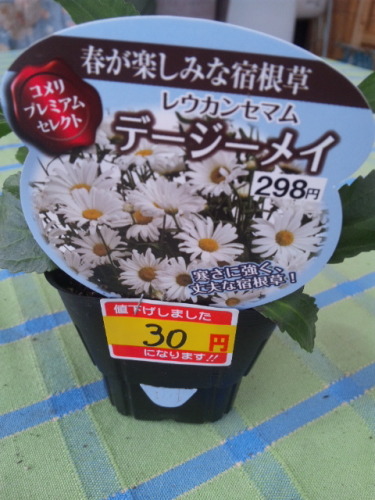 春が楽しみな宿根草
コメリ
プレミアム
セレクト
レウカンセマム
デージーメイ
298円
寒さに強く、
丈夫な宿根草!
値下げしました
30円
になります!!